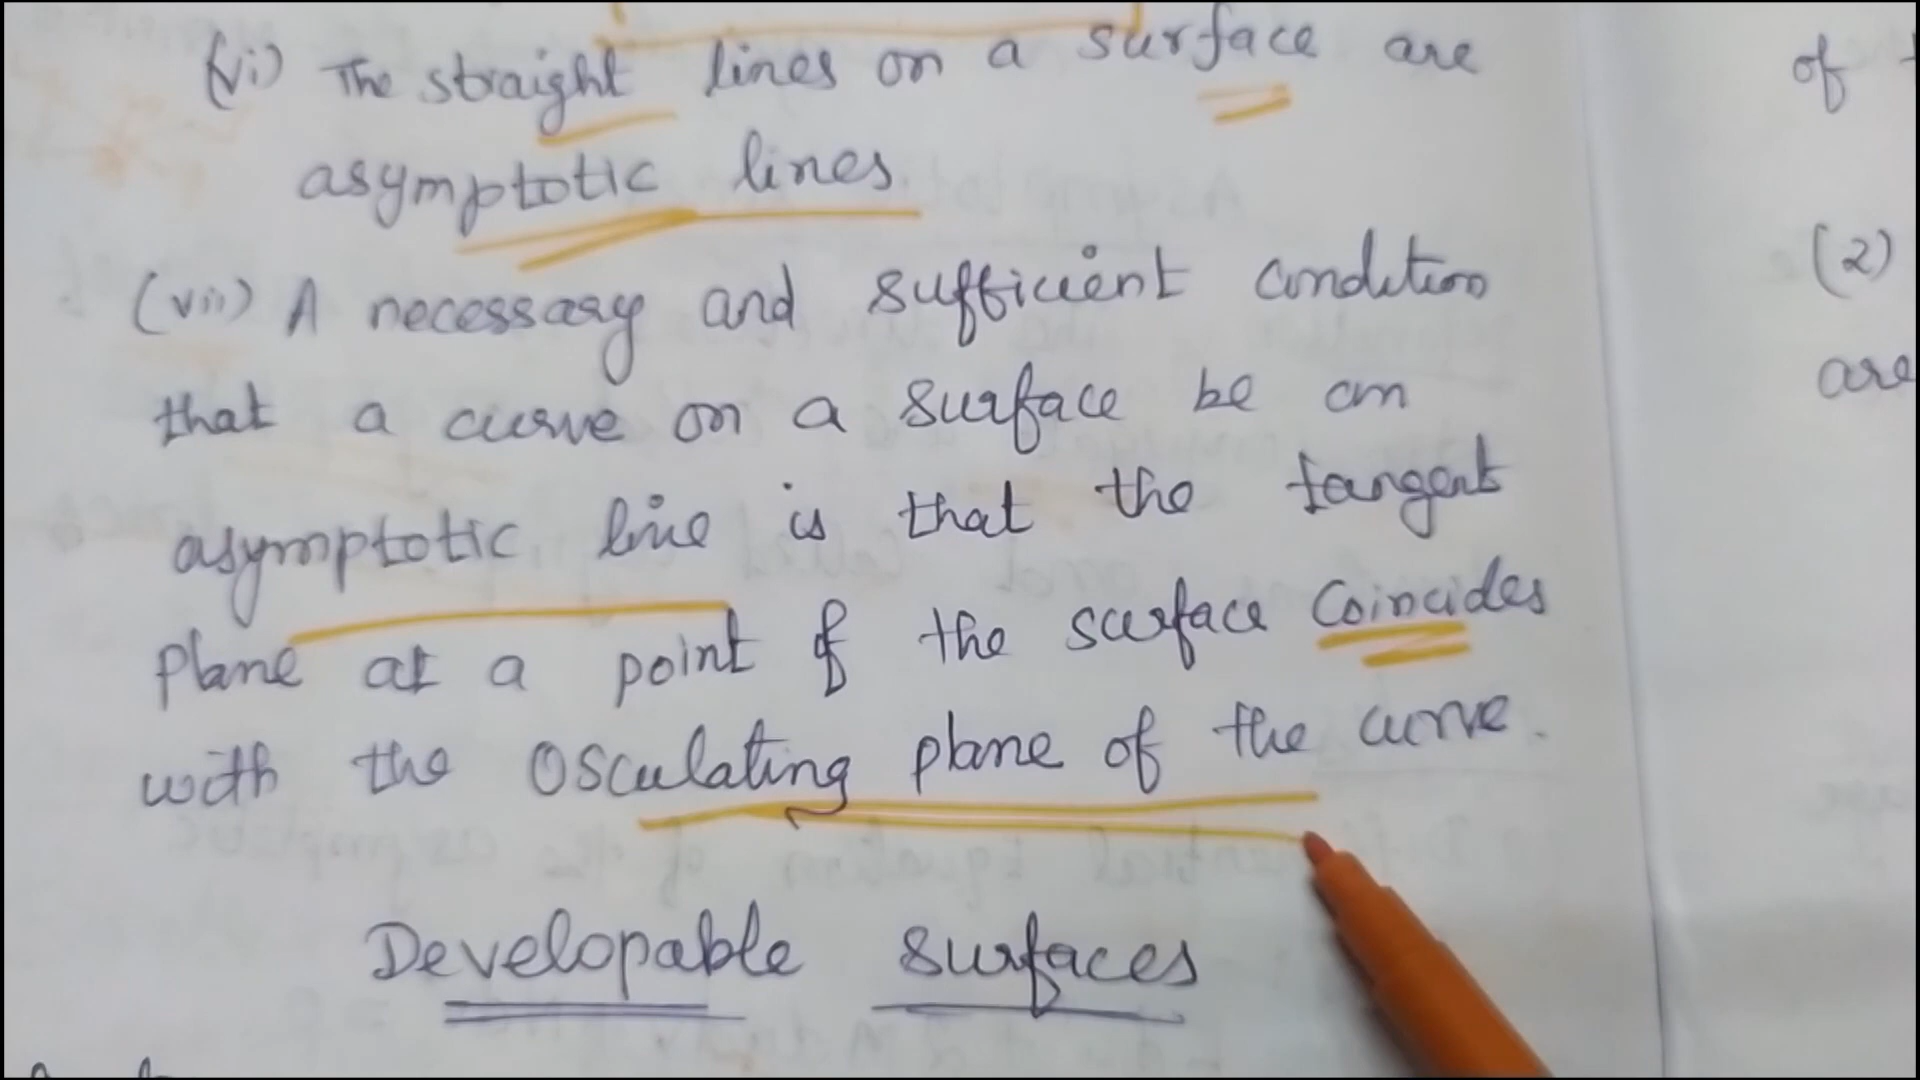 (vi) The straight lines on a surface are
asymptotic lines.
(vii) A necessary and sufficient condition
that a curve on a surface be an
asymptotic line is that the tangent
plane at a point of the surface coincides
with the osculating plane of the curve.
Developable surfaces
of
(2)
are